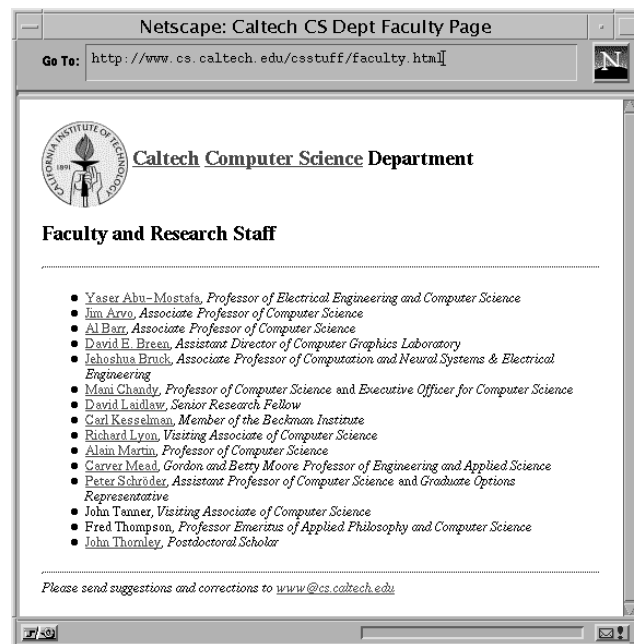 Netscape: Caltech CS Dept Faculty Page
Go To: http://www.cs.caltech.edu/csstuff/faculty.html
N
CALIFORNIA INSTITUTE OF TECHNOLOGY
1891
Caltech Computer Science Department
Faculty and Research Staff
Yaser Abu-Mostafa, Professor of Electrical Engineering and Computer Science
Jim Arvo, Associate Professor of Computer Science
Al Barr, Associate Professor of Computer Science
David E. Breen, Assistant Director of Computer Graphics Laboratory
Jehoshua Bruck, Associate Professor of Computation and Neural Systems & Electrical
Engineering
Mani Chandy, Professor of Computer Science and Executive Officer for Computer Science
David Laidlaw, Senior Research Fellow
Carl Kesselman, Member of the Beckman Institute
Richard Lyon, Visiting Associate of Computer Science
Alain Martin, Professor of Computer Science
Carver Mead, Gordon and Betty Moore Professor of Engineering and Applied Science
Peter Schröder, Assistant Professor of Computer Science and Graduate Options
Representative
John Tanner, Visiting Associate of Computer Science
Fred Thompson, Professor Emeritus of Applied Philosophy and Computer Science
John Thornley, Postdoctoral Scholar
Please send suggestions and corrections to www@cs.caltech.edu